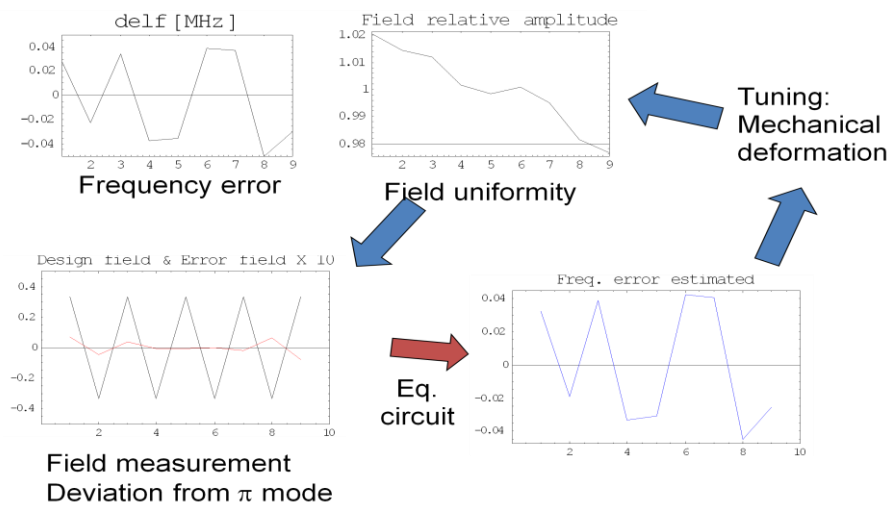 delf [MHz]
0.04
0.02
0
−0.02
−0.04
2 3 4 5 6 7 8 9
Frequency error
Field relative amplitude
1.02
1.01
1
0.99
0.98
2 3 4 5 6 7 8 9
Field uniformity
Tuning:
Mechanical
deformation
Design field & Error field X 10
0.4
0.2
0
−0.2
−0.4
2 4 6 8 10
Field measurement
Deviation from π mode
Eq.
circuit
Freq. error estimated
0.04
0.02
0
−0.02
−0.04
2 4 6 8 10